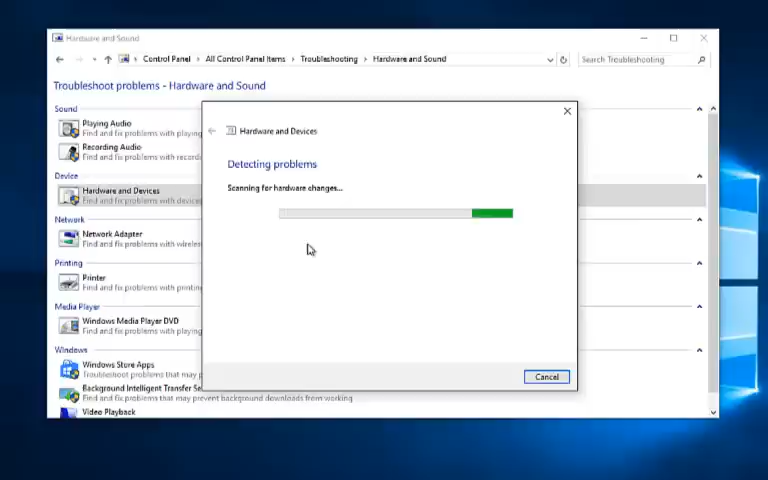 Hardware and Sound
Control Panel
All Control Panel Items
Troubleshooting
Hardware and Sound
Search Troubleshooting
Troubleshoot problems - Hardware and Sound
Sound
Playing Audio
Find and fix problems with playing
Recording Audio
Find and fix problems with record
Device
Hardware and Devices
Find and fix problems with devices
Network
Network Adapter
Find and fix problems with wireles
Printing
Printer
Find and fix problems with printing
Media Player
Windows Media Player DVD
Find and fix problems with playing
Windows
Windows Store Apps
Troubleshoot problems that may p
Background Intelligent Transfer Se
Find and fix problems that may prevent background downloads from working
Video Playback
Hardware and Devices
Detecting problems
Scanning for hardware changes...
Cancel